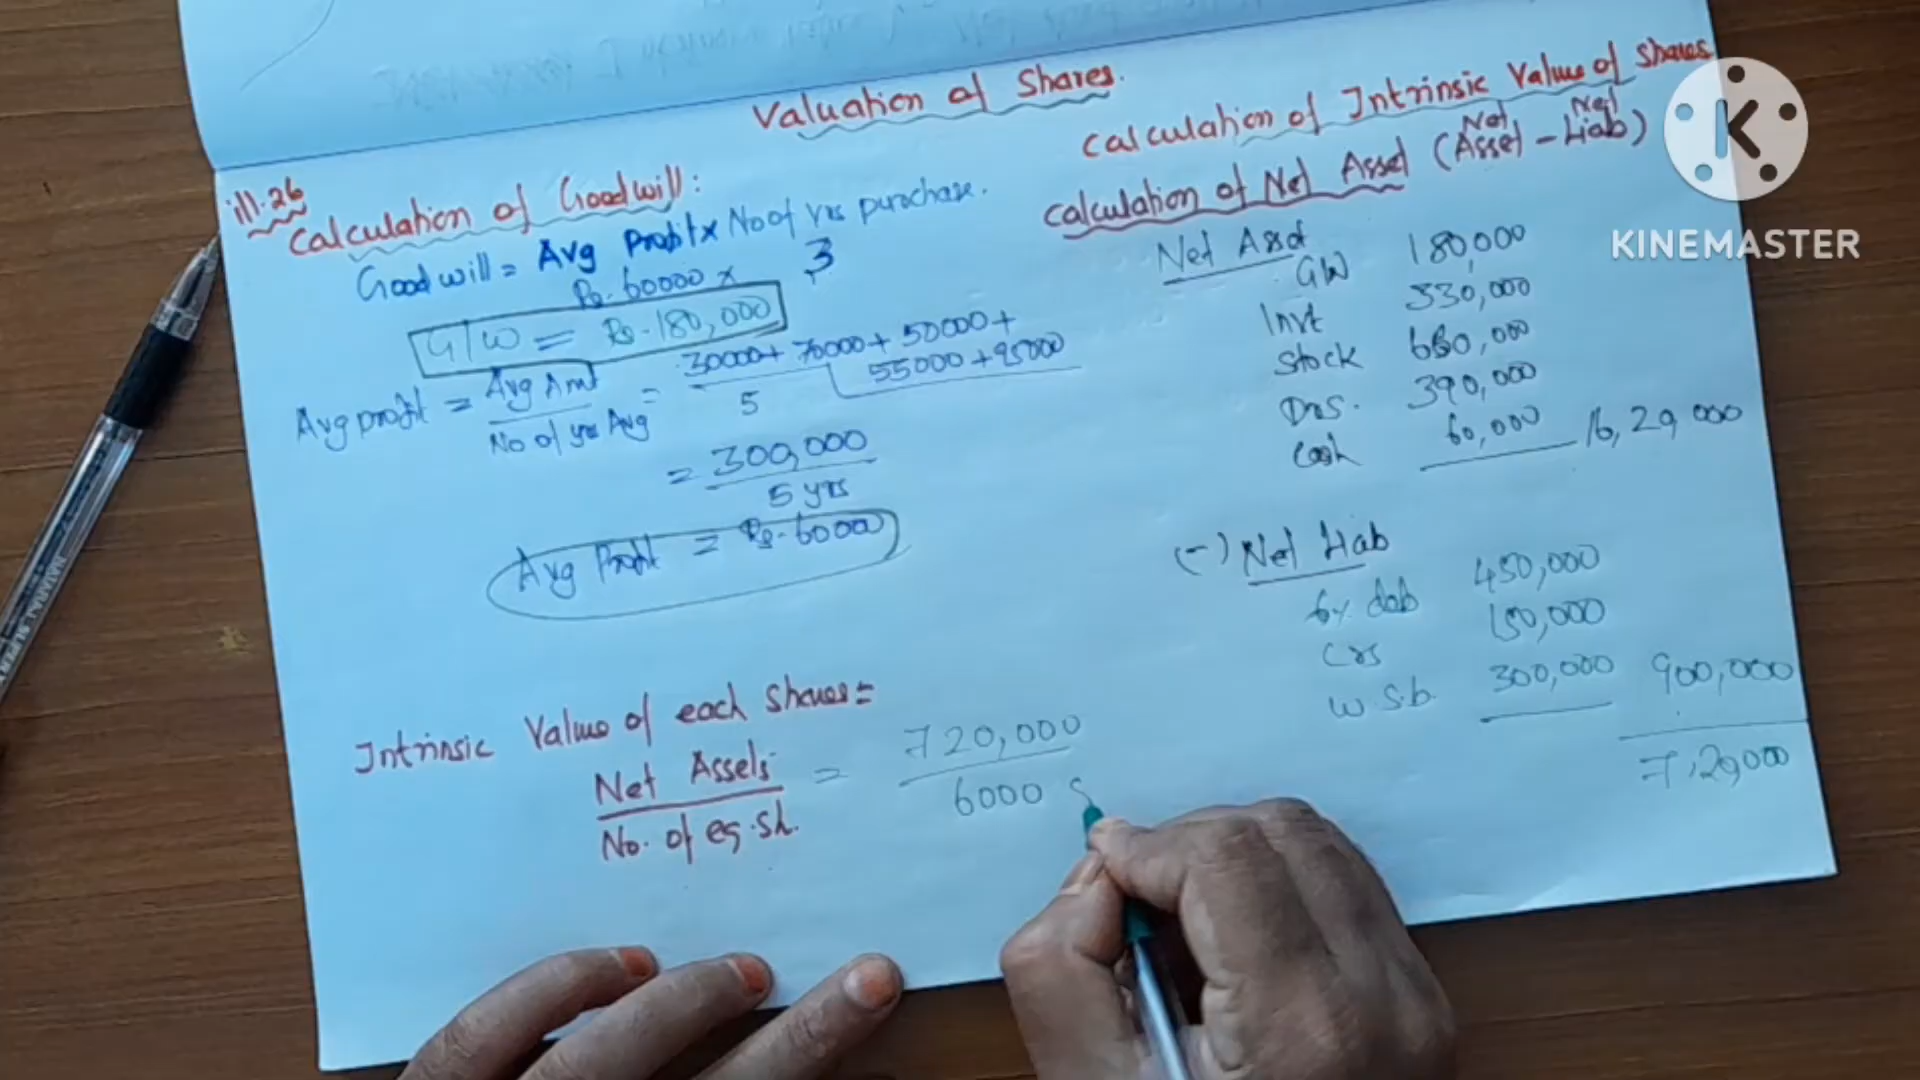 Valuation of Shares.
ill.26
Calculation of Goodwill:
Goodwill = Avg Profit x No of yrs purchase.
Rs. 60000 x 3
G/W = Rs. 180,000
Avg profit = Avg Amt / No of yrs Avg = 30000+ 70000 + 50000 + 55000 + 95000 / 5
= 300,000 / 5 yrs
Avg Profit = Rs. 60000
Intrinsic Value of each Shares =
Net Assets / No. of eq. sh. = 720,000 / 6000 S
Calculation of Intrinsic Value of Shares
Calculation of Net Asset (Net Asset - Net Liab)
Net Asset
GW 180,000
Invt 330,000
Stock 660,000
Drs. 390,000
Cash 60,000 16,20,000
(-) Net Liab
6% deb 450,000
Crs 150,000
W S.b. 300,000 900,000
7,20,000
K
KINEMASTER